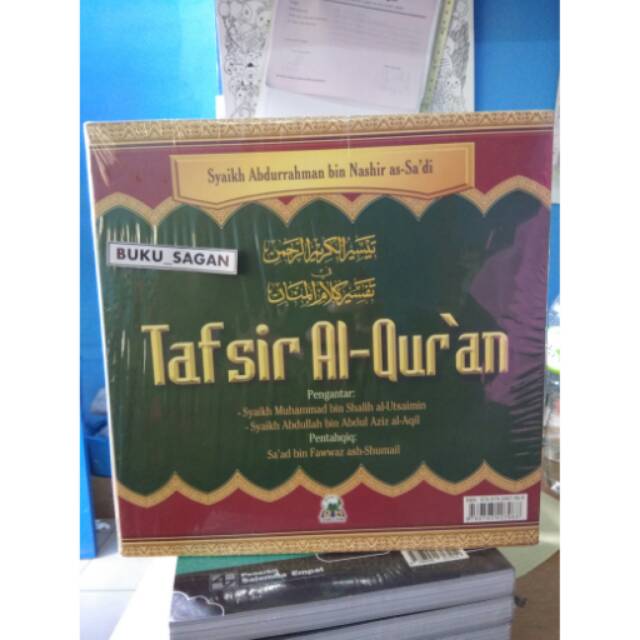 Syaikh Abdurrahman bin Nashir as-Sa'di
BUKU_SAGAN
تيسير الكريم الرحمن
في
تفسير كلام المنان
Tafsir Al-Qur`an
Pengantar:
- Syaikh Muhammad bin Shalih al-Utsaimin
- Syaikh Abdullah bin Abdul Aziz al-Aqil
Pentahqiq:
Sa'ad bin Fawwaz ash-Shumail
ISBN:
4